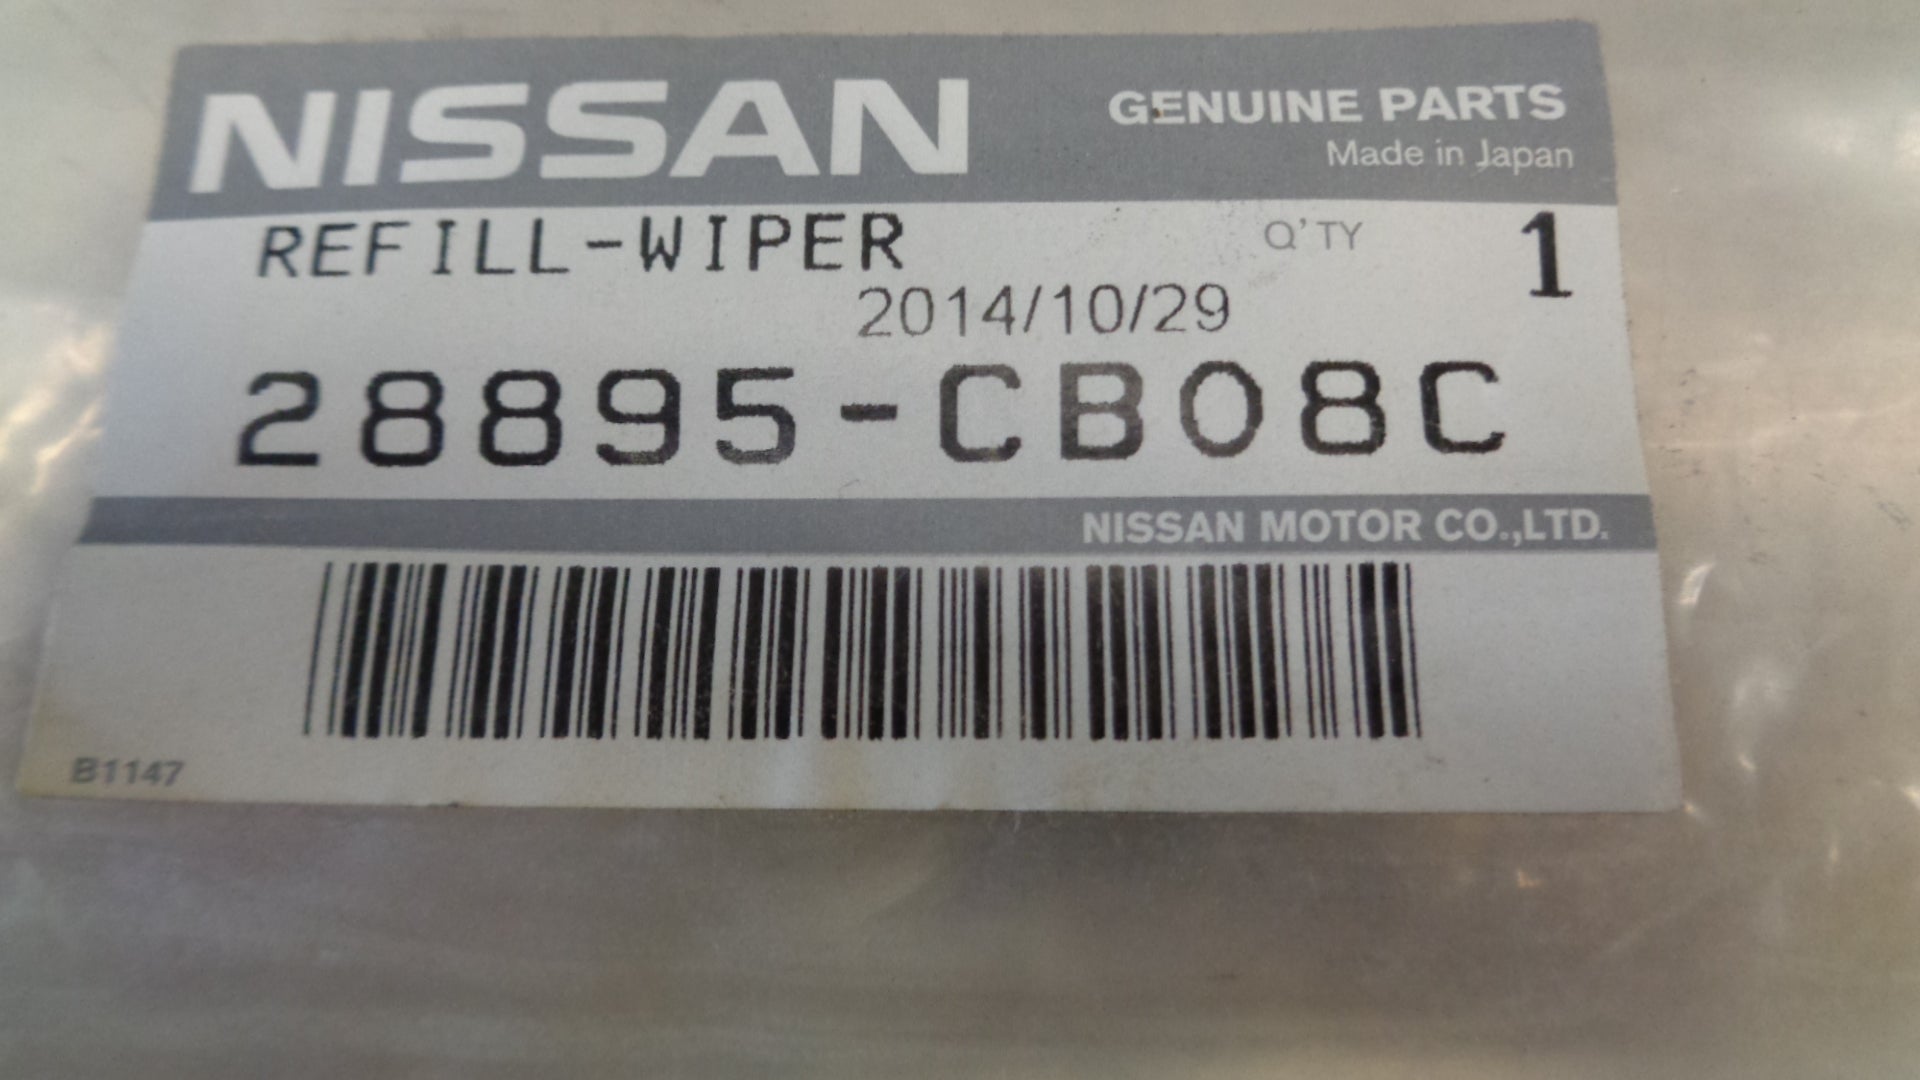 NISSAN GENUINE PARTS
Made in Japan
REFILL-WIPER Q'TY 1
2014/10/29
28895-CB08C
NISSAN MOTOR CO.,LTD.
B1147